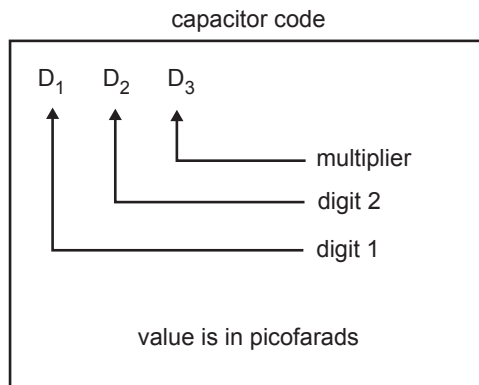 capacitor code
D₁ D₂ D₃
multiplier
digit 2
digit 1
value is in picofarads